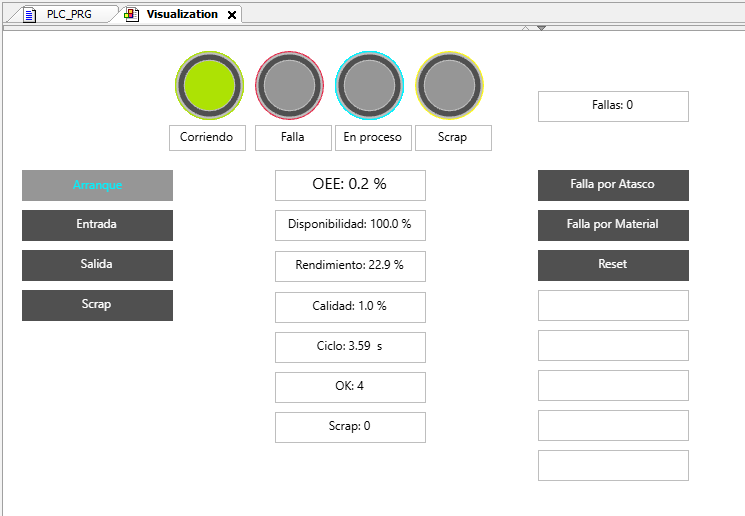 PLC_PRG
Visualization
Corriendo
Falla
En proceso
Scrap
Fallas: 0
Arranque
Entrada
Salida
Scrap
OEE: 0.2 %
Disponibilidad: 100.0 %
Rendimiento: 22.9 %
Calidad: 1.0 %
Ciclo: 3.59 s
OK: 4
Scrap: 0
Falla por Atasco
Falla por Material
Reset